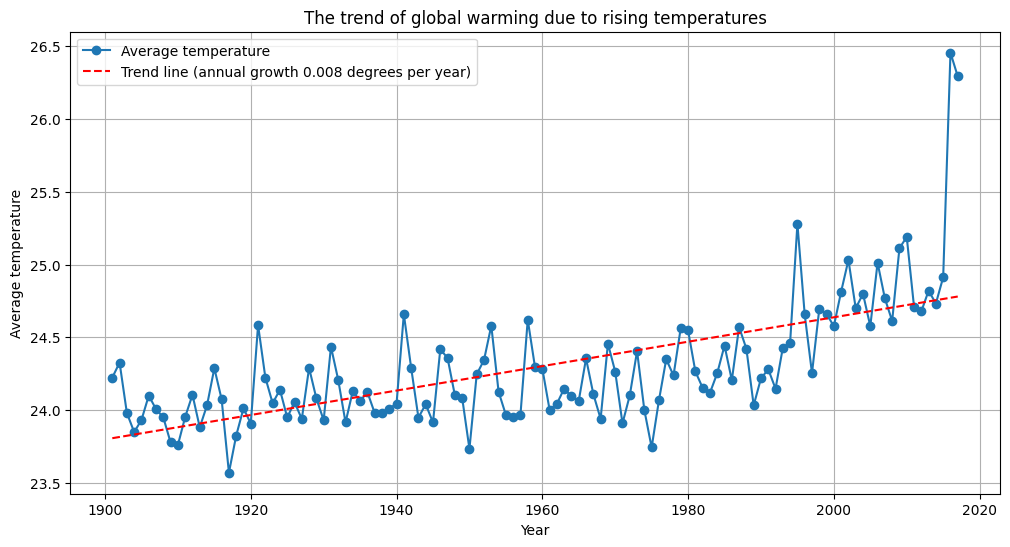 The trend of global warming due to rising temperatures
Average temperature
Trend line (annual growth 0.008 degrees per year)
Average temperature
26.5
26.0
25.5
25.0
24.5
24.0
23.5
1900 1920 1940 1960 1980 2000 2020
Year